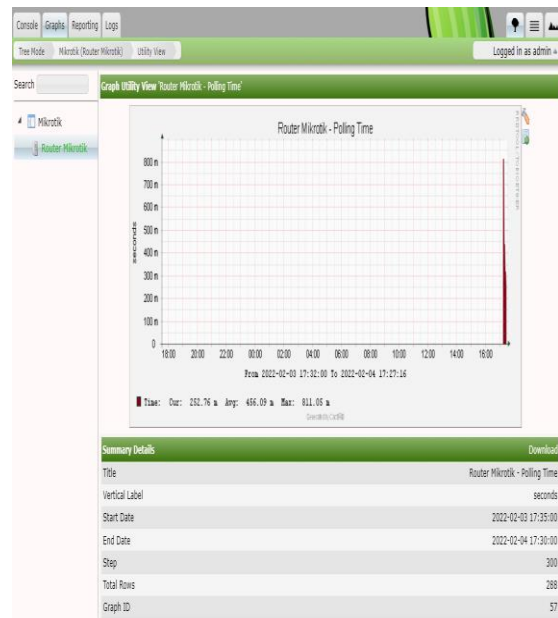 Console Graphs Reporting Logs
Tree Mode Mikrotik (Router Mikrotik) Utility View Logged in as admin
Search
Mikrotik
Router Mikrotik
Graph Utility View 'Router Mikrotik - Polling Time'
Router Mikrotik - Polling Time
seconds
800 m
700 m
600 m
500 m
400 m
300 m
200 m
100 m
0
18:00 20:00 22:00 00:00 02:00 04:00 06:00 08:00 10:00 12:00 14:00 16:00
From 2022-02-03 17:32:00 To 2022-02-04 17:27:16
Time: Cur: 252.76 m Avg: 456.09 m Max: 811.05 m
Summary Details Download
Title Router Mikrotik - Polling Time
Vertical Label seconds
Start Date 2022-02-03 17:35:00
End Date 2022-02-04 17:30:00
Step 300
Total Rows 288
Graph ID 57